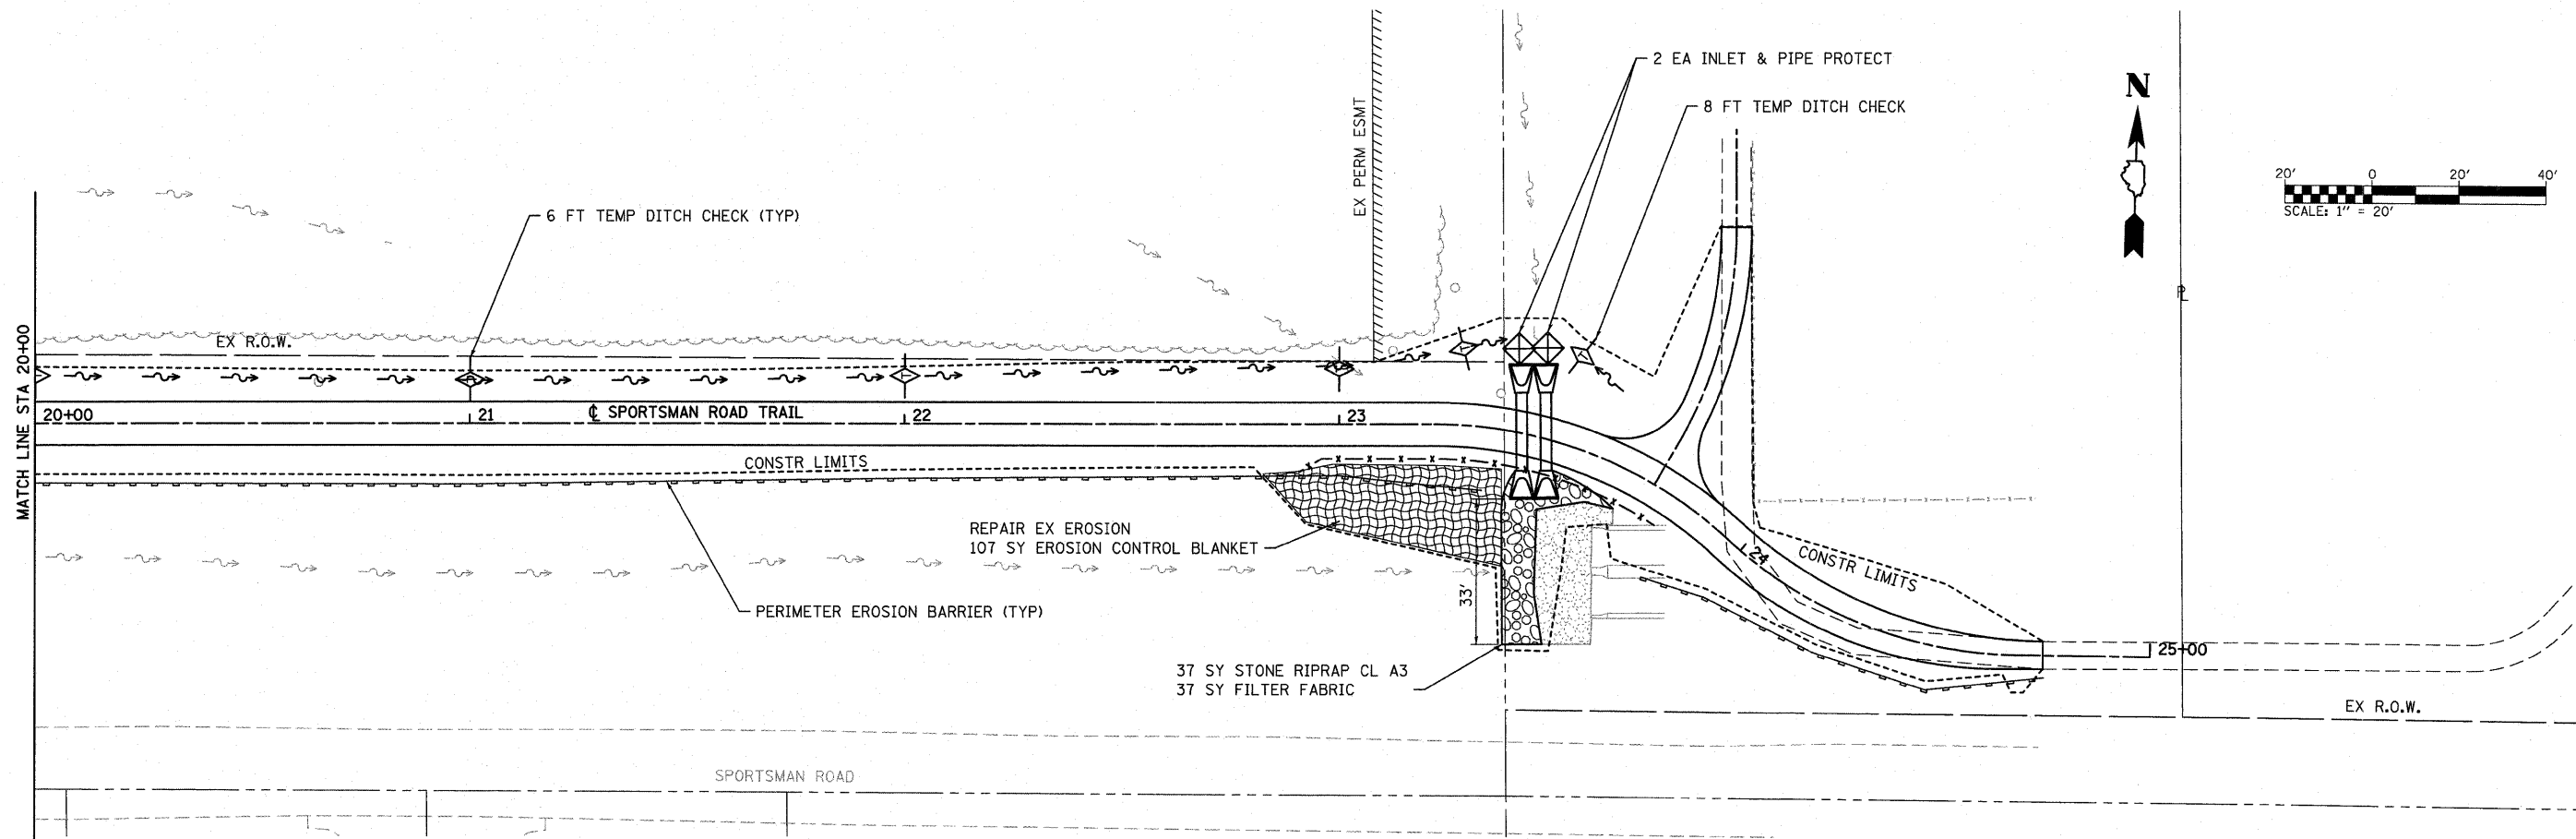 2 EA INLET & PIPE PROTECT
N
8 FT TEMP DITCH CHECK
EX PERM ESMT
20' 0 20' 40'
SCALE: 1" = 20'
6 FT TEMP DITCH CHECK (TYP)
PL
MATCH LINE STA 20+00
EX R.O.W.
20+00
21
CL SPORTSMAN ROAD TRAIL
22
23
CONSTR LIMITS
REPAIR EX EROSION
107 SY EROSION CONTROL BLANKET
24
CONSTR LIMITS
33'
PERIMETER EROSION BARRIER (TYP)
25+00
37 SY STONE RIPRAP CL A3
37 SY FILTER FABRIC
EX R.O.W.
SPORTSMAN ROAD